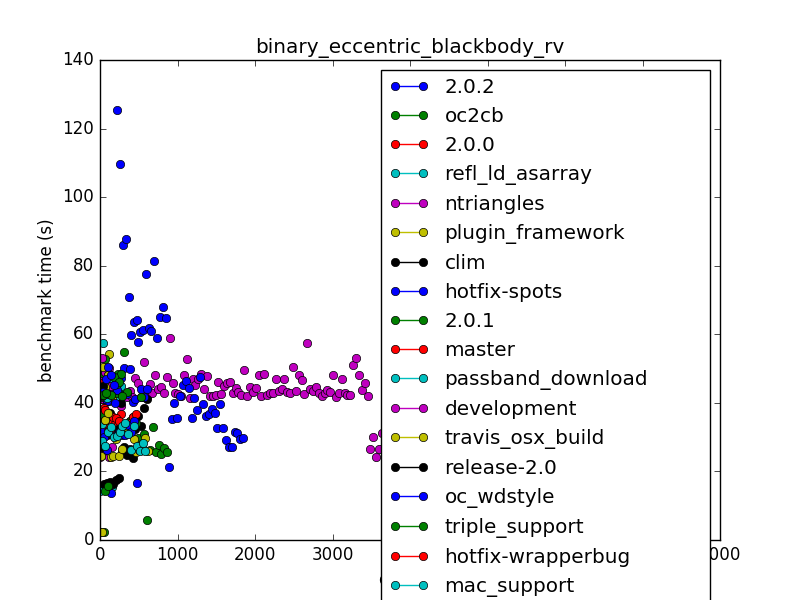 binary_eccentric_blackbody_rv
140
120
100
80
60
40
20
0
benchmark time (s)
0
1000
2000
3000
000
2.0.2
oc2cb
2.0.0
refl_ld_asarray
ntriangles
plugin_framework
clim
hotfix-spots
2.0.1
master
passband_download
development
travis_osx_build
release-2.0
oc_wdstyle
triple_support
hotfix-wrapperbug
mac_support